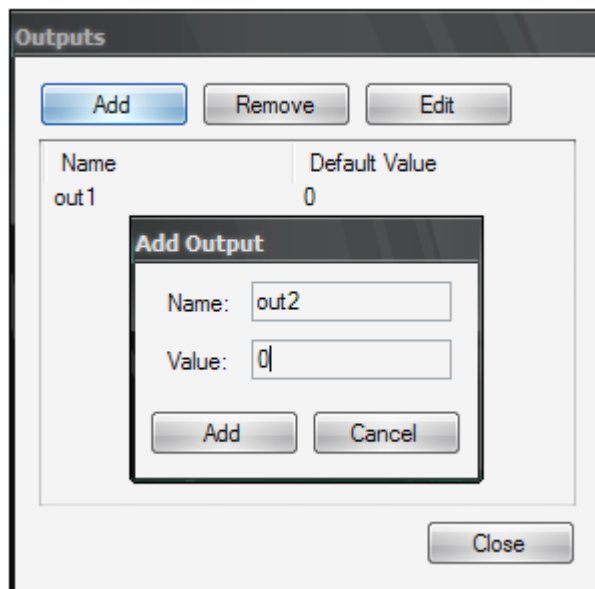 Outputs
Add Remove Edit
Name Default Value
out1 0
Add Output
Name: out2
Value: 0
Add Cancel
Close